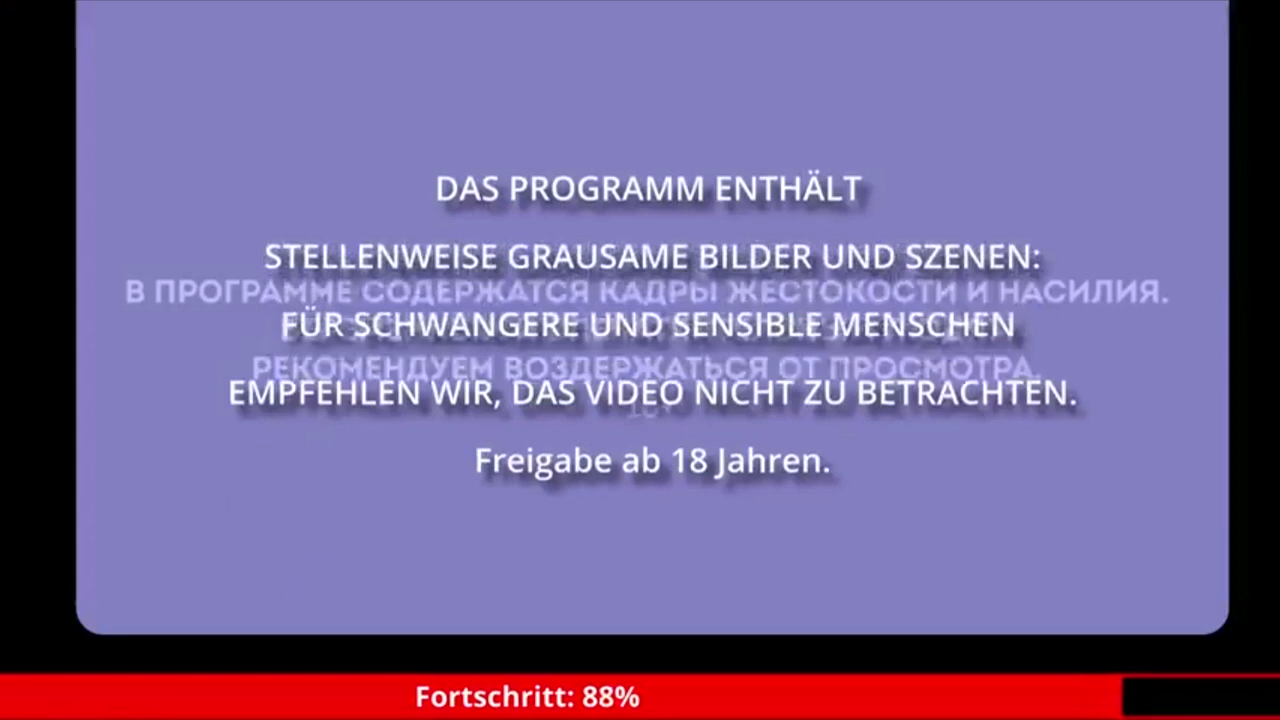 DAS PROGRAMM ENTHÄLT
STELLENWEISE GRAUSAME BILDER UND SZENEN:
В ПРОГРАММЕ СОДЕРЖАТСЯ КАДРЫ ЖЕСТОКОСТИ И НАСИЛИЯ.
FÜR SCHWANGERE UND SENSIBLE MENSCHEN
РЕКОМЕНДУЕМ ВОЗДЕРЖАТЬСЯ ОТ ПРОСМОТРА.
EMPFEHLEN WIR, DAS VIDEO NICHT ZU BETRACHTEN.
Freigabe ab 18 Jahren.
Fortschritt: 88%